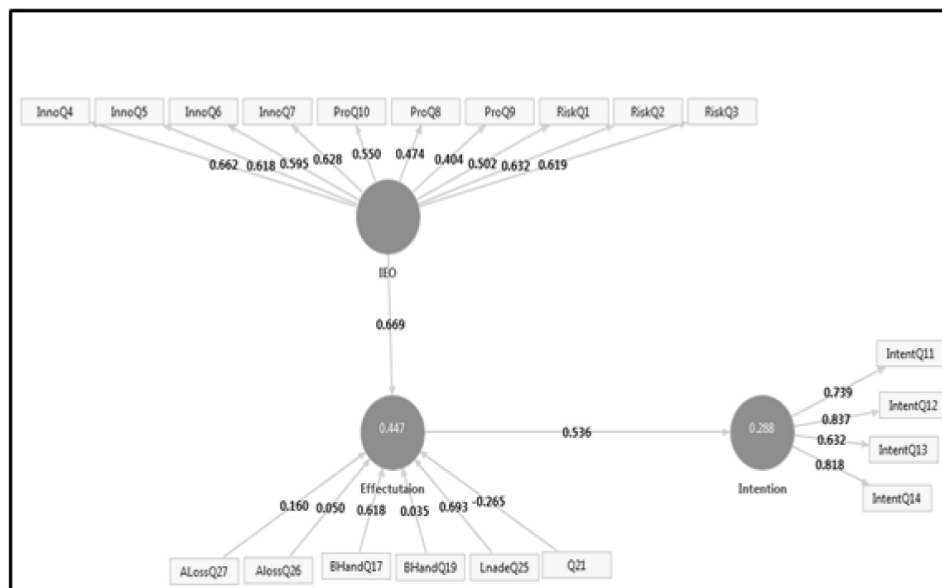 InnoQ4 InnoQ5 InnoQ6 InnoQ7 ProQ10 ProQ8 ProQ9 RiskQ1 RiskQ2 RiskQ3
0.662 0.618 0.595 0.628 0.550 0.474 0.404 0.502 0.632 0.619
IEO
0.669
IntentQ11
0.739
IntentQ12
0.837
0.447 0.536 0.288
0.632
IntentQ13
0.818
Effectutaion Intention
IntentQ14
0.160 0.050 0.618 0.035 0.693 -0.265
ALossQ27 AlossQ26 BHandQ17 BHandQ19 LnadeQ25 Q21